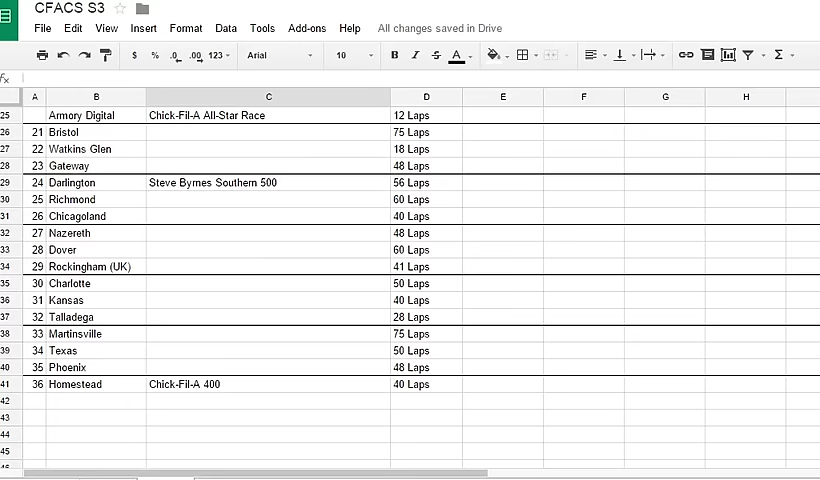 CFACS S3
File Edit View Insert Format Data Tools Add-ons Help All changes saved in Drive
$ % .0 .00 123 Arial 10 B I S A Σ
fx
A B C D E F G H
25 Armory Digital Chick-Fil-A All-Star Race 12 Laps
26 21 Bristol 75 Laps
27 22 Watkins Glen 18 Laps
28 23 Gateway 48 Laps
29 24 Darlington Steve Byrnes Southern 500 56 Laps
30 25 Richmond 60 Laps
31 26 Chicagoland 40 Laps
32 27 Nazereth 48 Laps
33 28 Dover 60 Laps
34 29 Rockingham (UK) 41 Laps
35 30 Charlotte 50 Laps
36 31 Kansas 40 Laps
37 32 Talladega 28 Laps
38 33 Martinsville 75 Laps
39 34 Texas 50 Laps
40 35 Phoenix 48 Laps
41 36 Homestead Chick-Fil-A 400 40 Laps
42
43
44
45
46